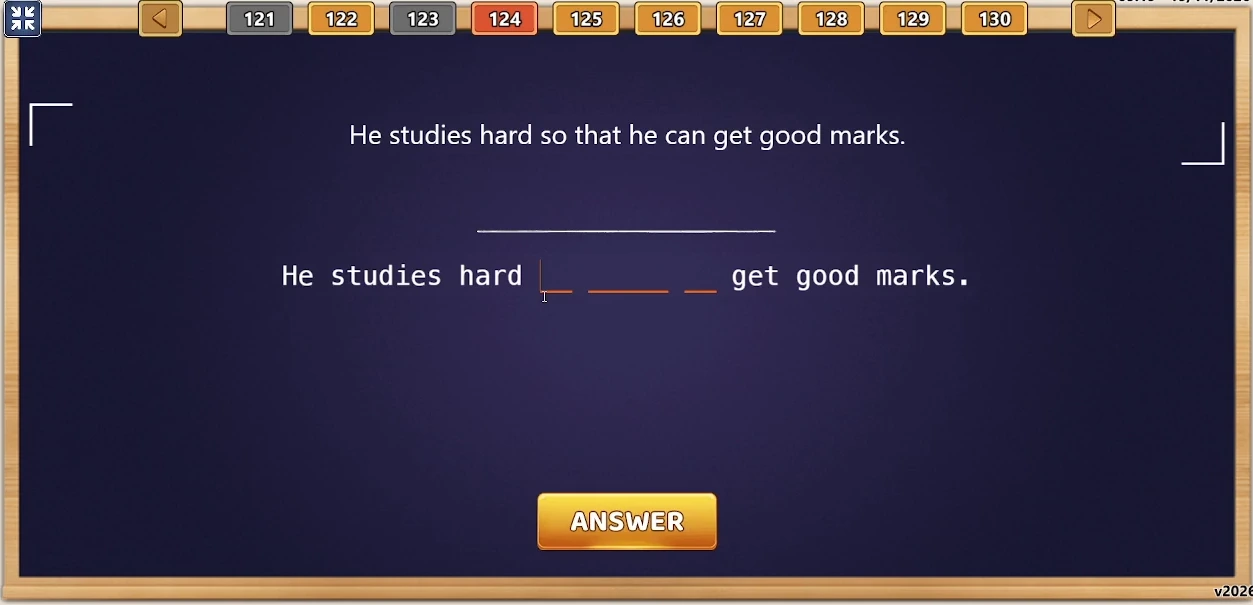 121 122 123 124 125 126 127 128 129 130
He studies hard so that he can get good marks.
He studies hard __ _____ __ get good marks.
ANSWER
v2026